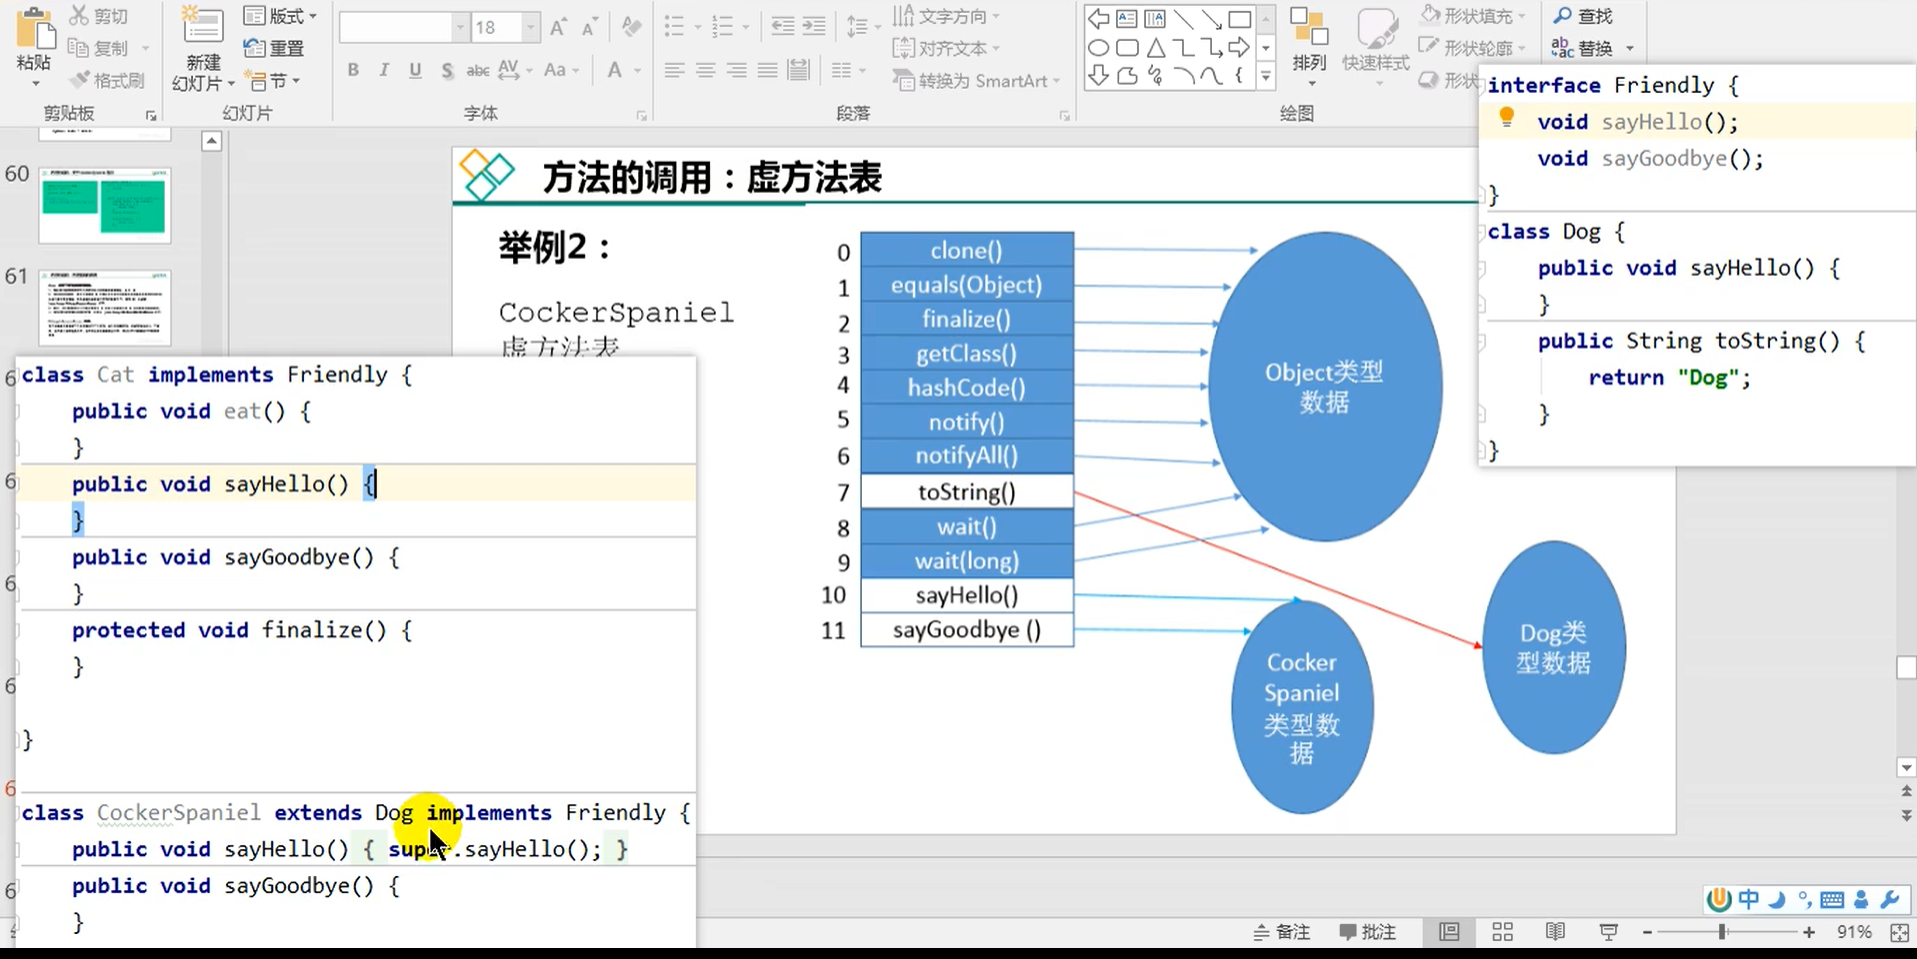 剪切
复制
格式刷
粘贴
剪贴板
新建
幻灯片
版式
重置
节
幻灯片
18
B I U S abc AV Aa A
字体
文字方向
对齐文本
转换为 SmartArt
段落
排列
快速样式
形状填充
形状轮廓
绘图
查找
替换
60
61
方法的调用：虚方法表
举例2：
CockerSpaniel
虚方法表
0 clone()
1 equals(Object)
2 finalize()
3 getClass()
4 hashCode()
5 notify()
6 notifyAll()
7 toString()
8 wait()
9 wait(long)
10 sayHello()
11 sayGoodbye ()
Object类型
数据
Dog类
型数据
Cocker
Spaniel
类型数
据
interface Friendly {
void sayHello();
void sayGoodbye();
}
class Dog {
public void sayHello() {
}
public String toString() {
return "Dog";
}
}
class Cat implements Friendly {
public void eat() {
}
public void sayHello() {
}
public void sayGoodbye() {
}
protected void finalize() {
}
}
class CockerSpaniel extends Dog implements Friendly {
public void sayHello() { super.sayHello(); }
public void sayGoodbye() {
}
中
备注
批注
91%